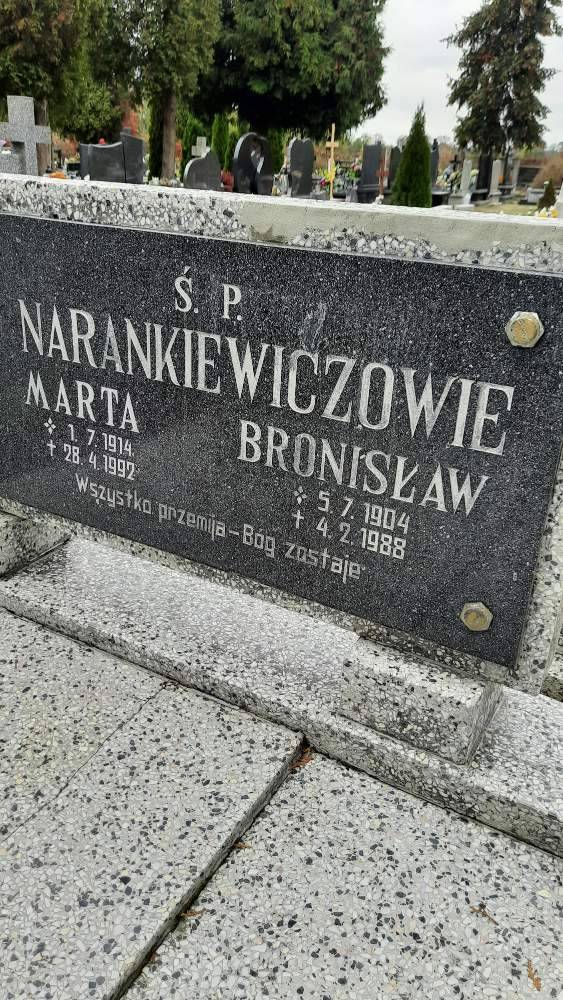 Ś. P.
NARANKIEWICZOWIE
MARTA
1. 7. 1914.
28. 4. 1992.
BRONISŁAW
5. 7. 1904
4. 2. 1988
Wszystko przemija - Bóg zostaje